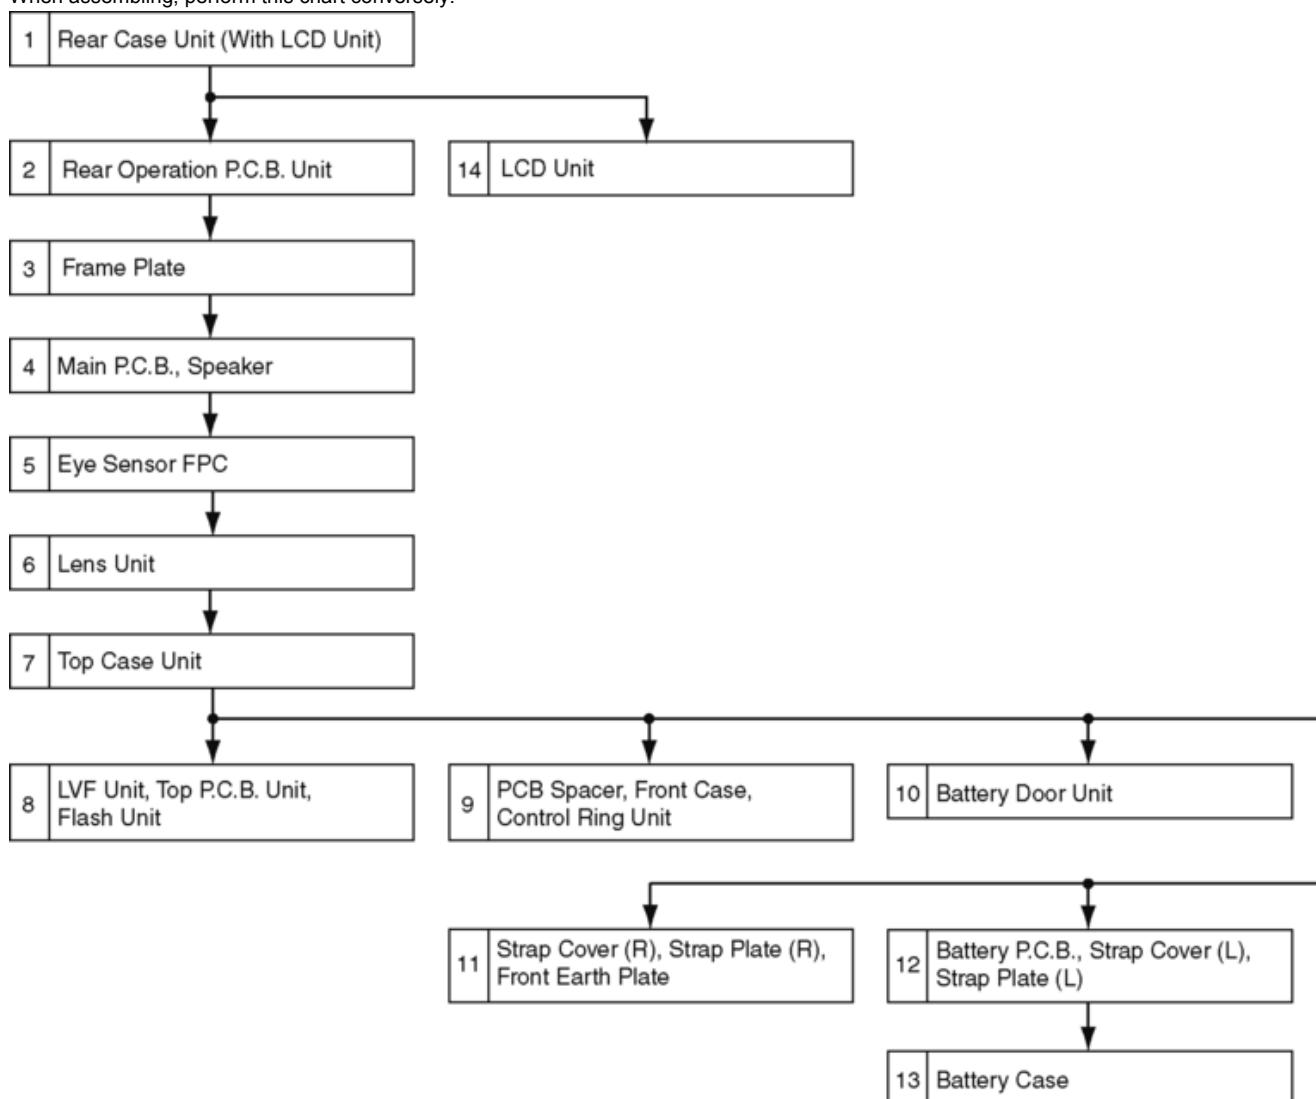 When assembling, perform this chart conversely.
1 Rear Case Unit (With LCD Unit)
2 Rear Operation P.C.B. Unit
14 LCD Unit
3 Frame Plate
4 Main P.C.B., Speaker
5 Eye Sensor FPC
6 Lens Unit
7 Top Case Unit
8 LVF Unit, Top P.C.B. Unit,
Flash Unit
9 PCB Spacer, Front Case,
Control Ring Unit
10 Battery Door Unit
11 Strap Cover (R), Strap Plate (R),
Front Earth Plate
12 Battery P.C.B., Strap Cover (L),
Strap Plate (L)
13 Battery Case